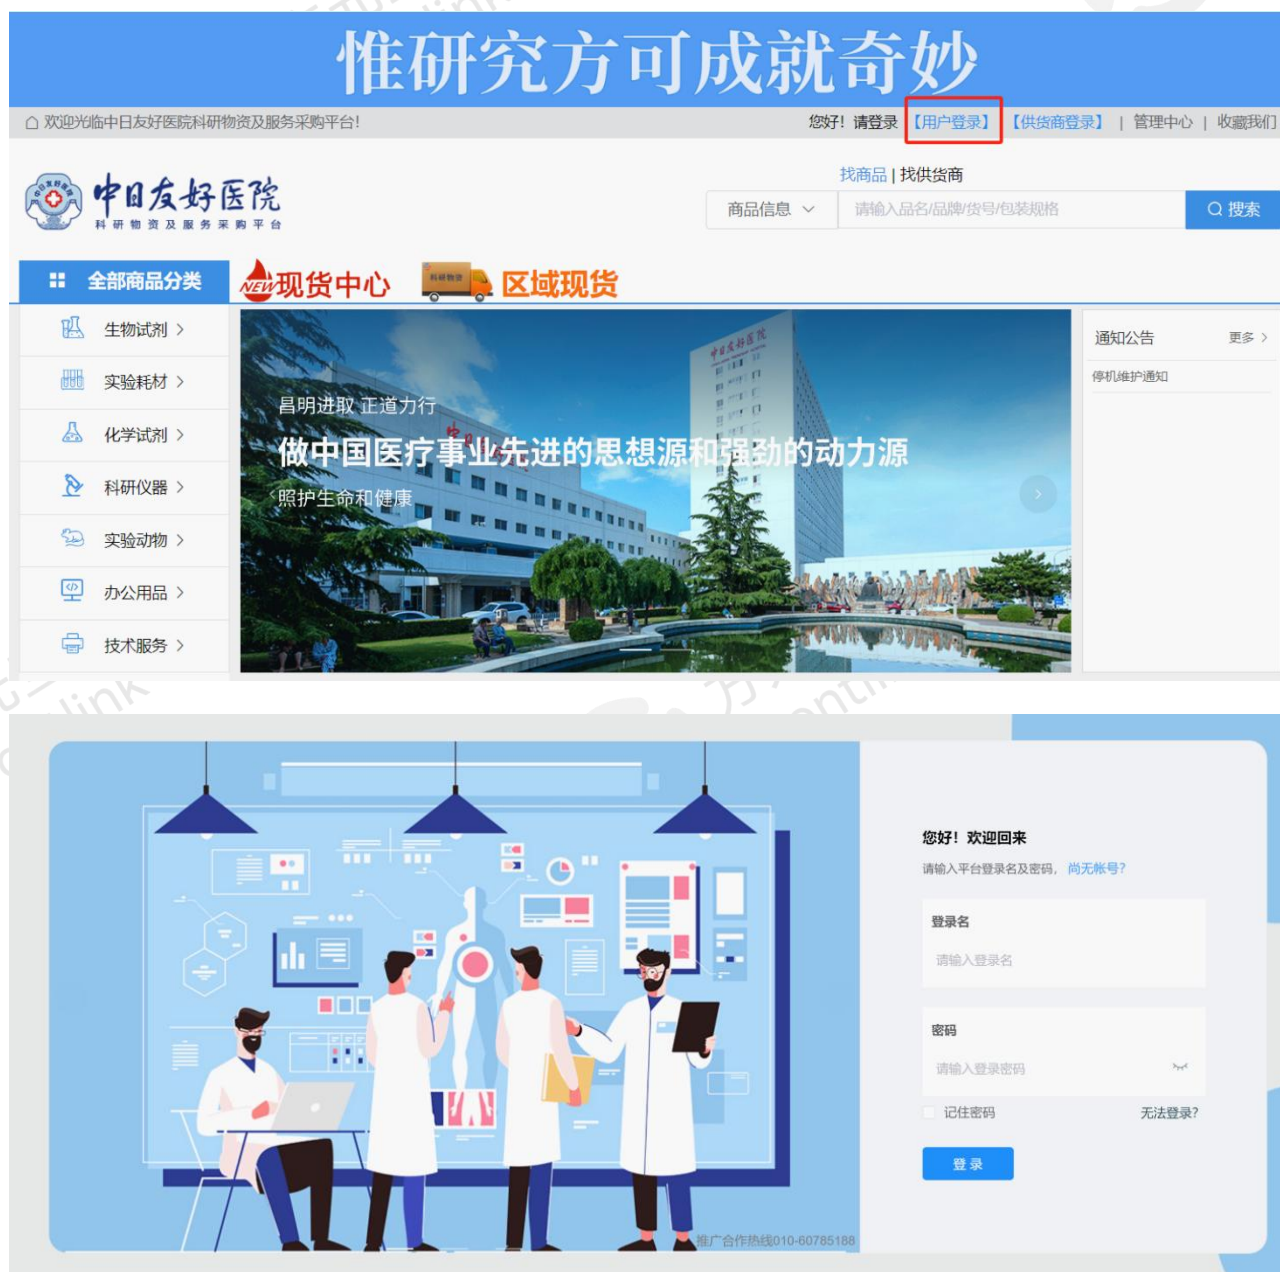 惟研究方可成就奇妙
欢迎光临中日友好医院科研物资及服务采购平台！
您好！请登录 【用户登录】 【供货商登录】 | 管理中心 | 收藏我们
找商品 | 找供货商
中日友好医院
科研物资及服务采购平台
商品信息 请输入品名/品牌/货号/包装规格 搜索
全部商品分类
NEW 现货中心
科研物资 区域现货
生物试剂
实验耗材
化学试剂
科研仪器
实验动物
办公用品
技术服务
昌明进取 正道力行
做中国医疗事业先进的思想源和强劲的动力源
照护生命和健康
中日友好医院
通知公告 更多
停机维护通知
您好！欢迎回来
请输入平台登录名及密码， 尚无帐号？
登录名
请输入登录名
密码
请输入登录密码
记住密码 无法登录？
登 录
推广合作热线010-60785188